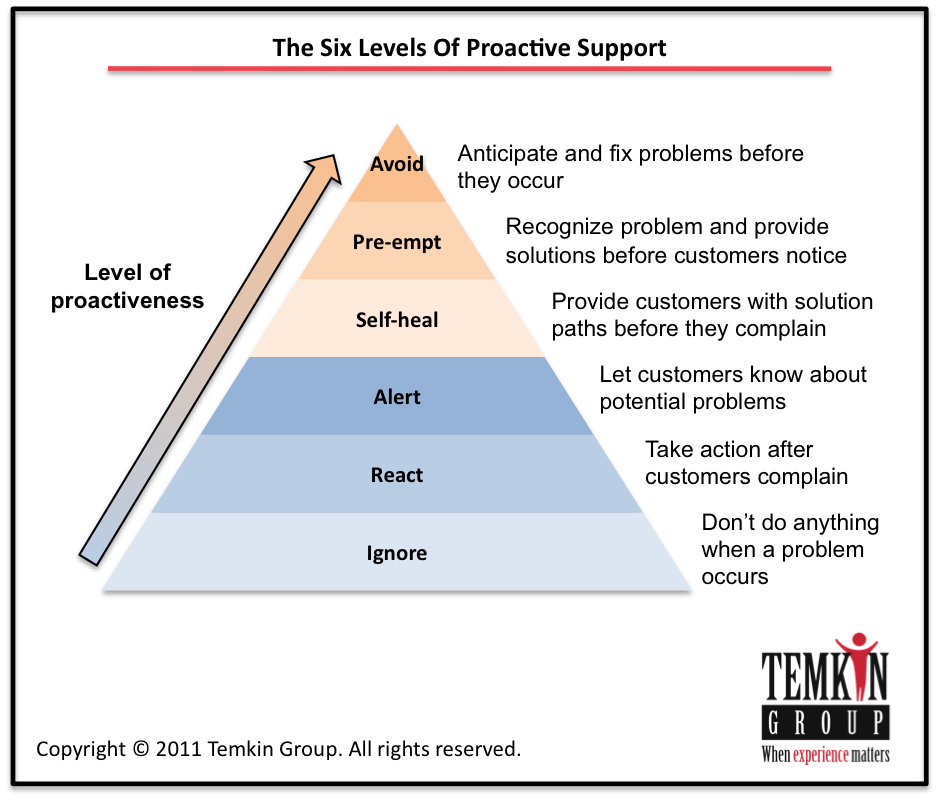 The Six Levels Of Proactive Support
Avoid
Anticipate and fix problems before
they occur
Pre-empt
Recognize problem and provide
solutions before customers notice
Level of
proactiveness
Self-heal
Provide customers with solution
paths before they complain
Alert
Let customers know about
potential problems
React
Take action after
customers complain
Ignore
Don’t do anything
when a problem
occurs
TEMKIN
GROUP
When experience matters
Copyright © 2011 Temkin Group. All rights reserved.